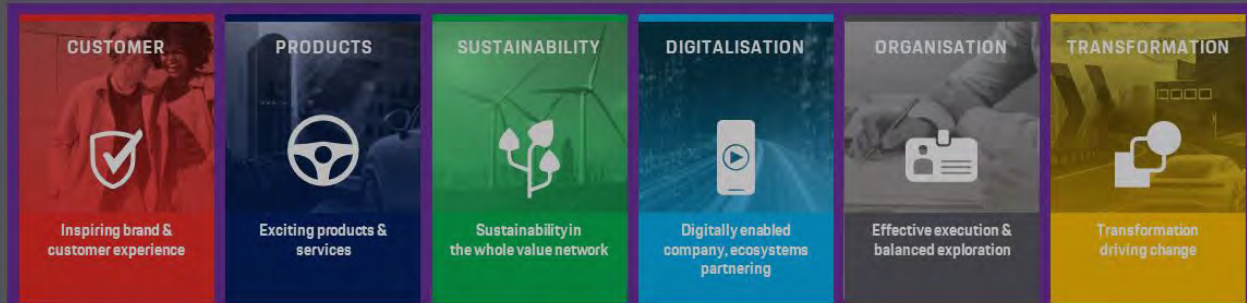 CUSTOMER
Inspiring brand &
customer experience
PRODUCTS
Exciting products &
services
SUSTAINABILITY
Sustainability in
the whole value network
DIGITALISATION
Digitally enabled
company, ecosystems
partnering
ORGANISATION
Effective execution &
balanced exploration
TRANSFORMATION
Transformation
driving change